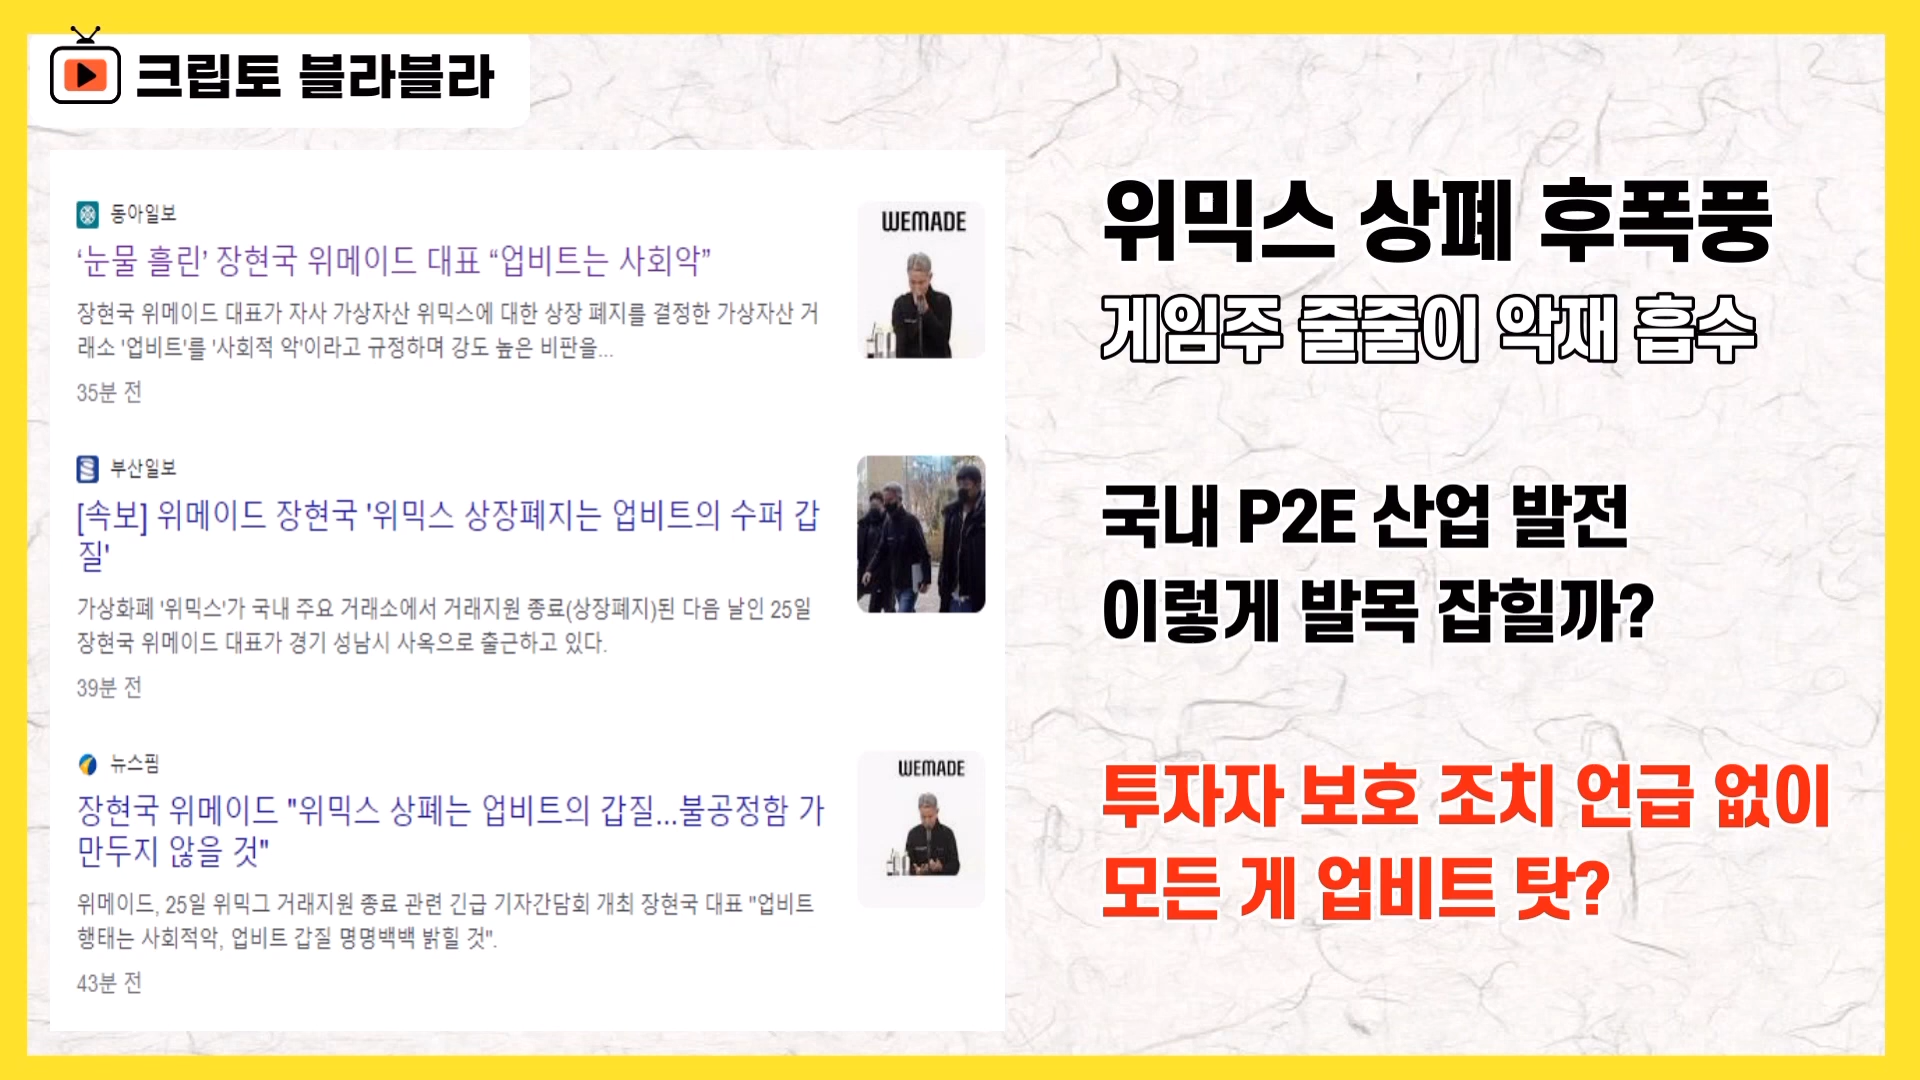 크립토 블라블라
동아일보
‘눈물 흘린’ 장현국 위메이드 대표 “업비트는 사회악”
장현국 위메이드 대표가 자사 가상자산 위믹스에 대한 상장 폐지를 결정한 가상자산 거
래소 '업비트'를 '사회적 악'이라고 규정하며 강도 높은 비판을...
35분 전
WEMADE
부산일보
[속보] 위메이드 장현국 '위믹스 상장폐지는 업비트의 수퍼 갑
질'
가상화폐 '위믹스'가 국내 주요 거래소에서 거래지원 종료(상장폐지)된 다음 날인 25일
장현국 위메이드 대표가 경기 성남시 사옥으로 출근하고 있다.
39분 전
뉴스핌
장현국 위메이드 "위믹스 상폐는 업비트의 갑질...불공정함 가
만두지 않을 것"
위메이드, 25일 위믹그 거래지원 종료 관련 긴급 기자간담회 개최 장현국 대표 "업비트
행태는 사회적악, 업비트 갑질 명명백백 밝힐 것".
43분 전
WEMADE
위믹스 상폐 후폭풍
게임주 줄줄이 악재 흡수
국내 P2E 산업 발전
이렇게 발목 잡힐까?
투자자 보호 조치 언급 없이
모든 게 업비트 탓?